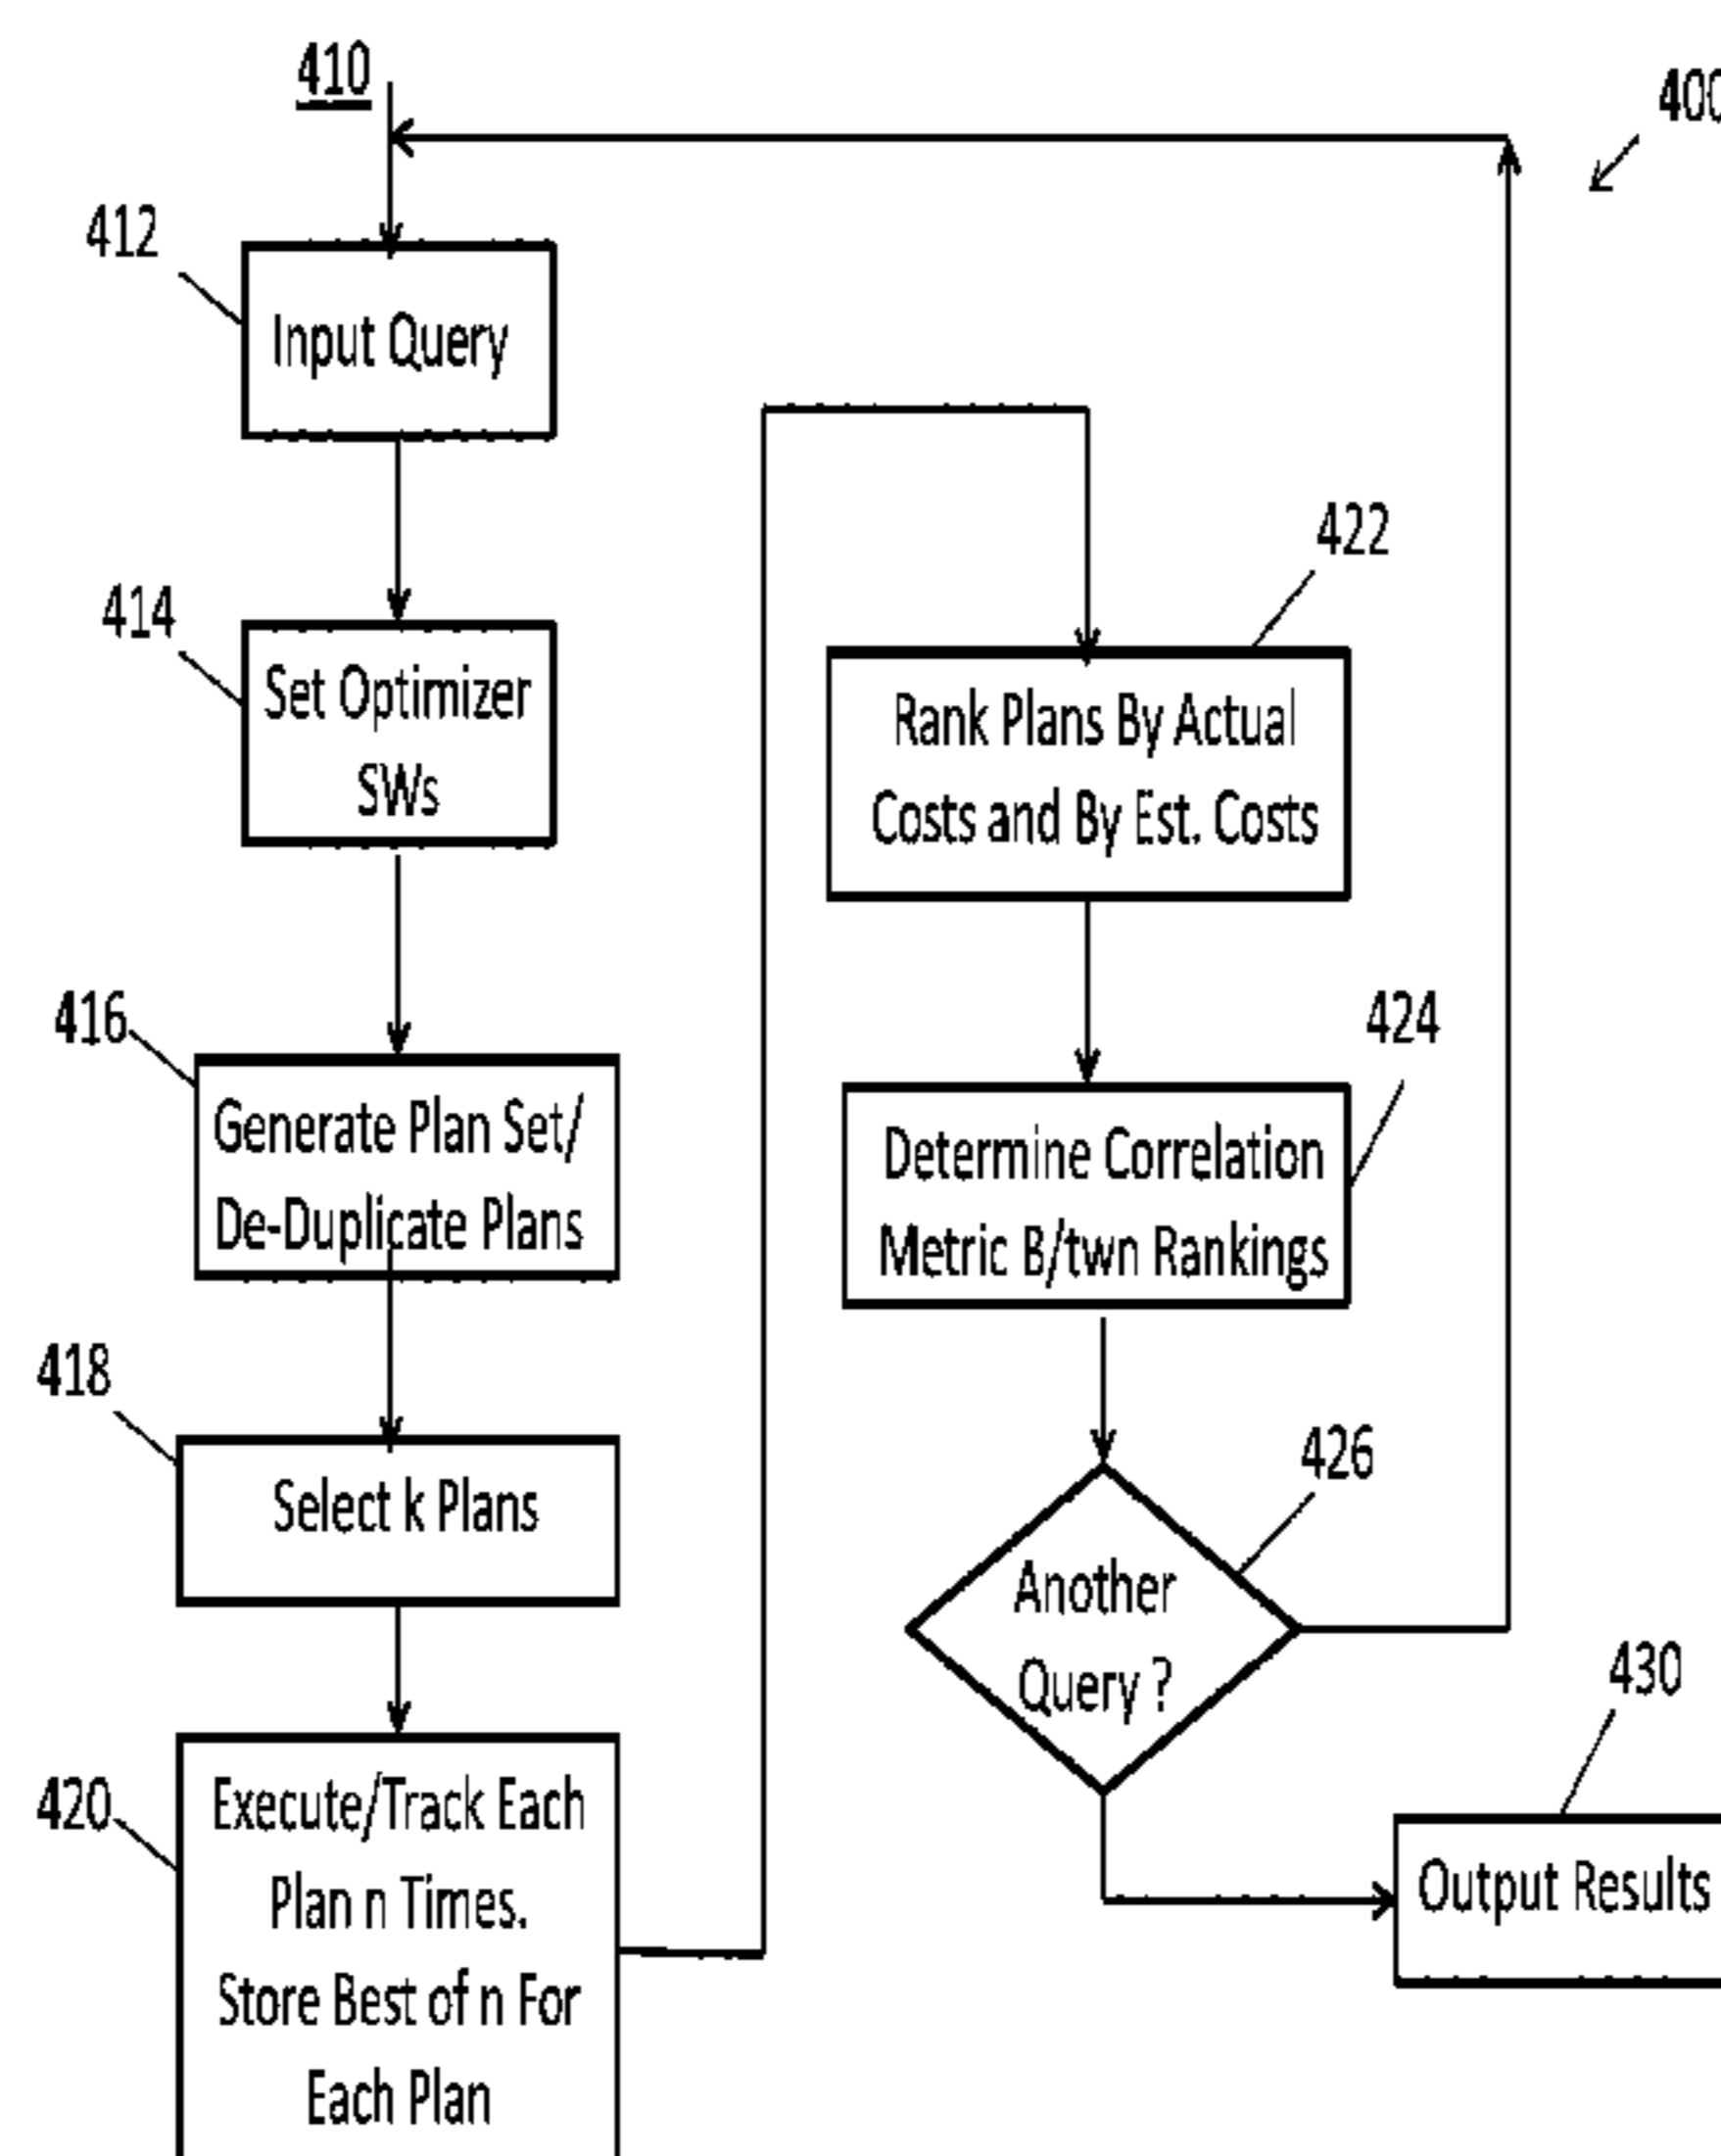 410
400
412
Input Query
414
Set Optimizer
SWs
416
Generate Plan Set/
De-Duplicate Plans
418
Select k Plans
420
Execute/Track Each
Plan n Times.
Store Best of n For
Each Plan
422
Rank Plans By Actual
Costs and By Est. Costs
424
Determine Correlation
Metric B/twn Rankings
426
Another
Query ?
430
Output Results